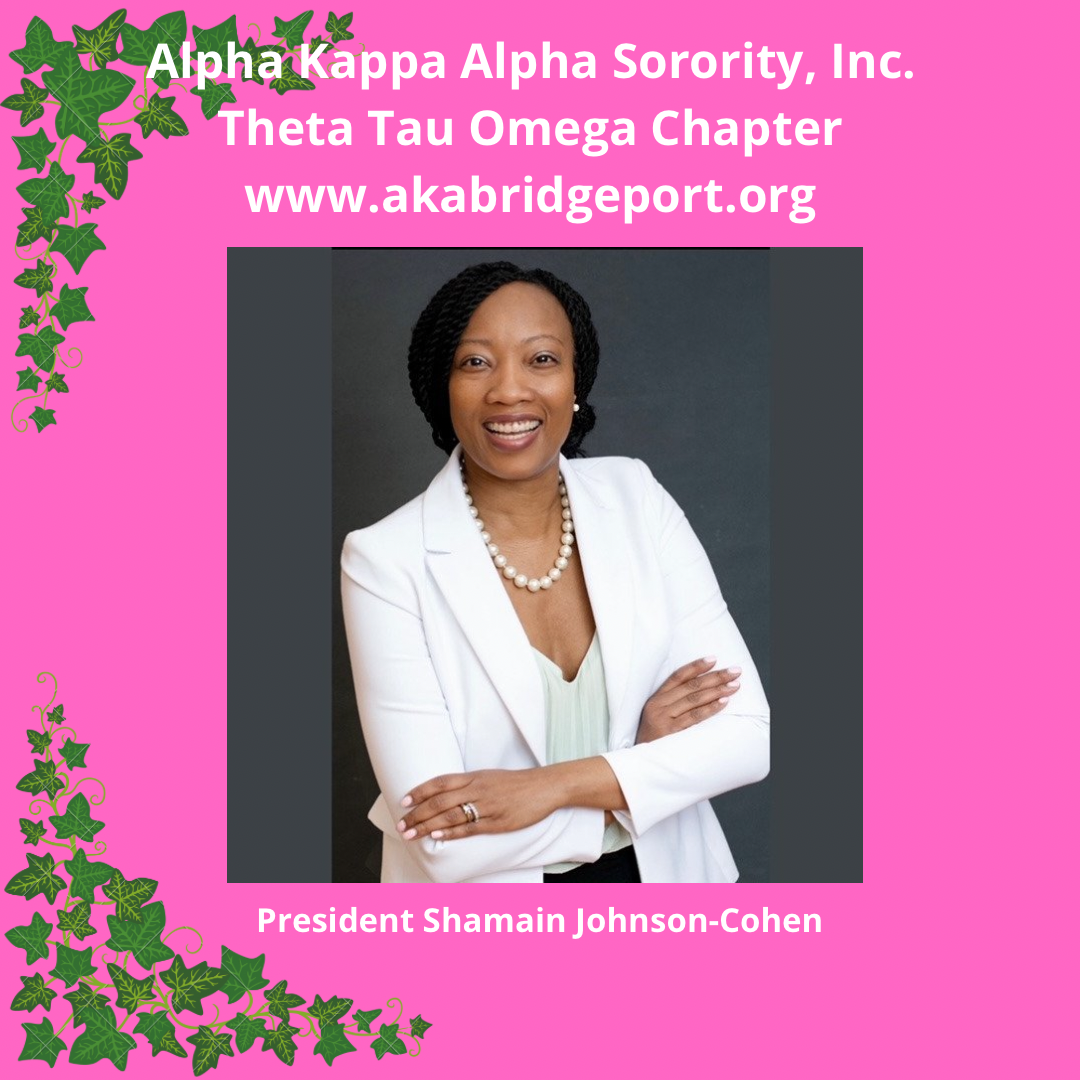 Alpha Kappa Alpha Sorority, Inc.
Theta Tau Omega Chapter
www.akabridgeport.org
President Shamain Johnson-Cohen